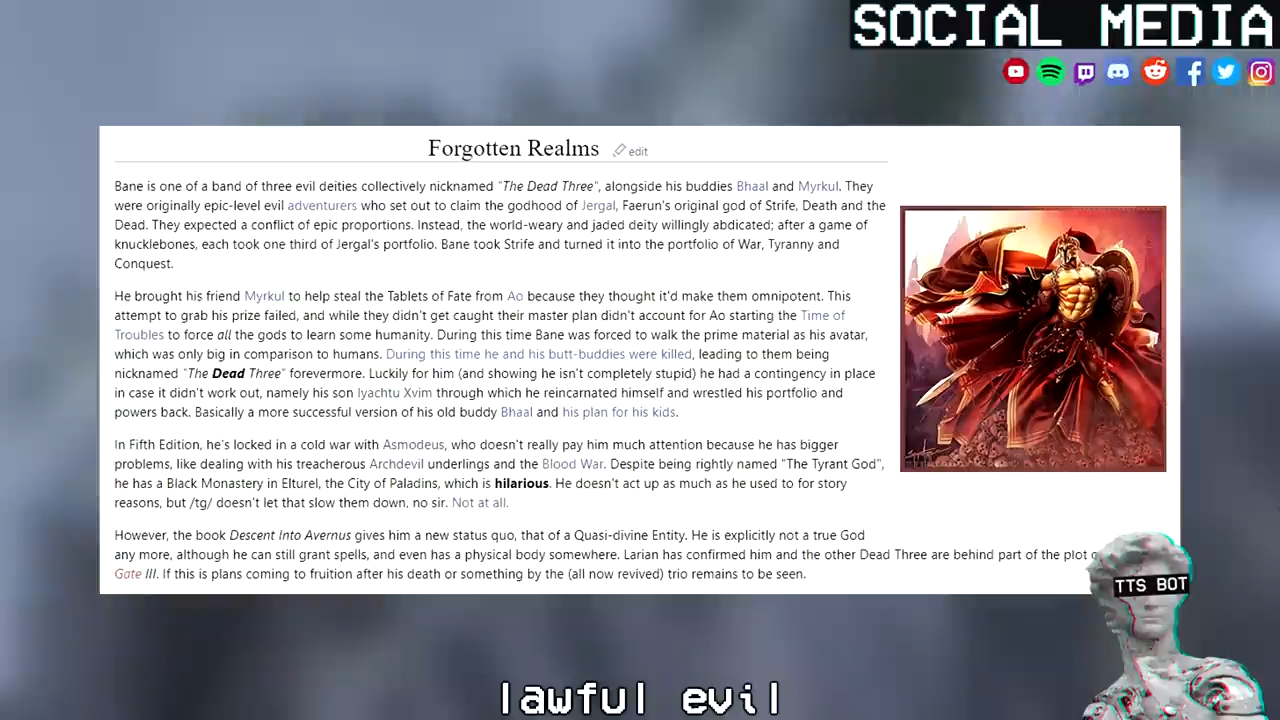 SOCIAL MEDIA
Forgotten Realms edit
Bane is one of a band of three evil deities collectively nicknamed "The Dead Three", alongside his buddies Bhaal and Myrkul. They
were originally epic-level evil adventurers who set out to claim the godhood of Jergal, Faerun's original god of Strife, Death and the
Dead. They expected a conflict of epic proportions. Instead, the world-weary and jaded deity willingly abdicated; after a game of
knucklebones, each took one third of Jergal's portfolio. Bane took Strife and turned it into the portfolio of War, Tyranny and
Conquest.
He brought his friend Myrkul to help steal the Tablets of Fate from Ao because they thought it'd make them omnipotent. This
attempt to grab his prize failed, and while they didn't get caught their master plan didn't account for Ao starting the Time of
Troubles to force all the gods to learn some humanity. During this time Bane was forced to walk the prime material as his avatar,
which was only big in comparison to humans. During this time he and his butt-buddies were killed, leading to them being
nicknamed "The Dead Three" forevermore. Luckily for him (and showing he isn't completely stupid) he had a contingency in place
in case it didn't work out, namely his son Iyachtu Xvim through which he reincarnated himself and wrestled his portfolio and
powers back. Basically a more successful version of his old buddy Bhaal and his plan for his kids.
In Fifth Edition, he's locked in a cold war with Asmodeus, who doesn't really pay him much attention because he has bigger
problems, like dealing with his treacherous Archdevil underlings and the Blood War. Despite being rightly named "The Tyrant God",
he has a Black Monastery in Elturel, the City of Paladins, which is hilarious. He doesn't act up as much as he used to for story
reasons, but /tg/ doesn't let that slow them down, no sir. Not at all.
However, the book Descent Into Avernus gives him a new status quo, that of a Quasi-divine Entity. He is explicitly not a true God
any more, although he can still grant spells, and even has a physical body somewhere. Larian has confirmed him and the other Dead Three are behind part of the plot
Gate III. If this is plans coming to fruition after his death or something by the (all now revived) trio remains to be seen.
TTS BOT
lawful evil